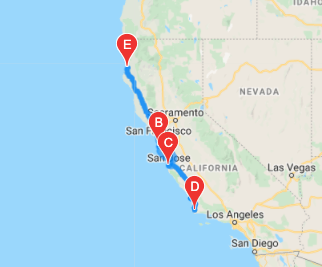 IDAHO
E
NEVADA
Sacramento
B
San Francisco
C
San Jose
CALIFORNIA
Las Vegas
D
Los Angeles
San Diego